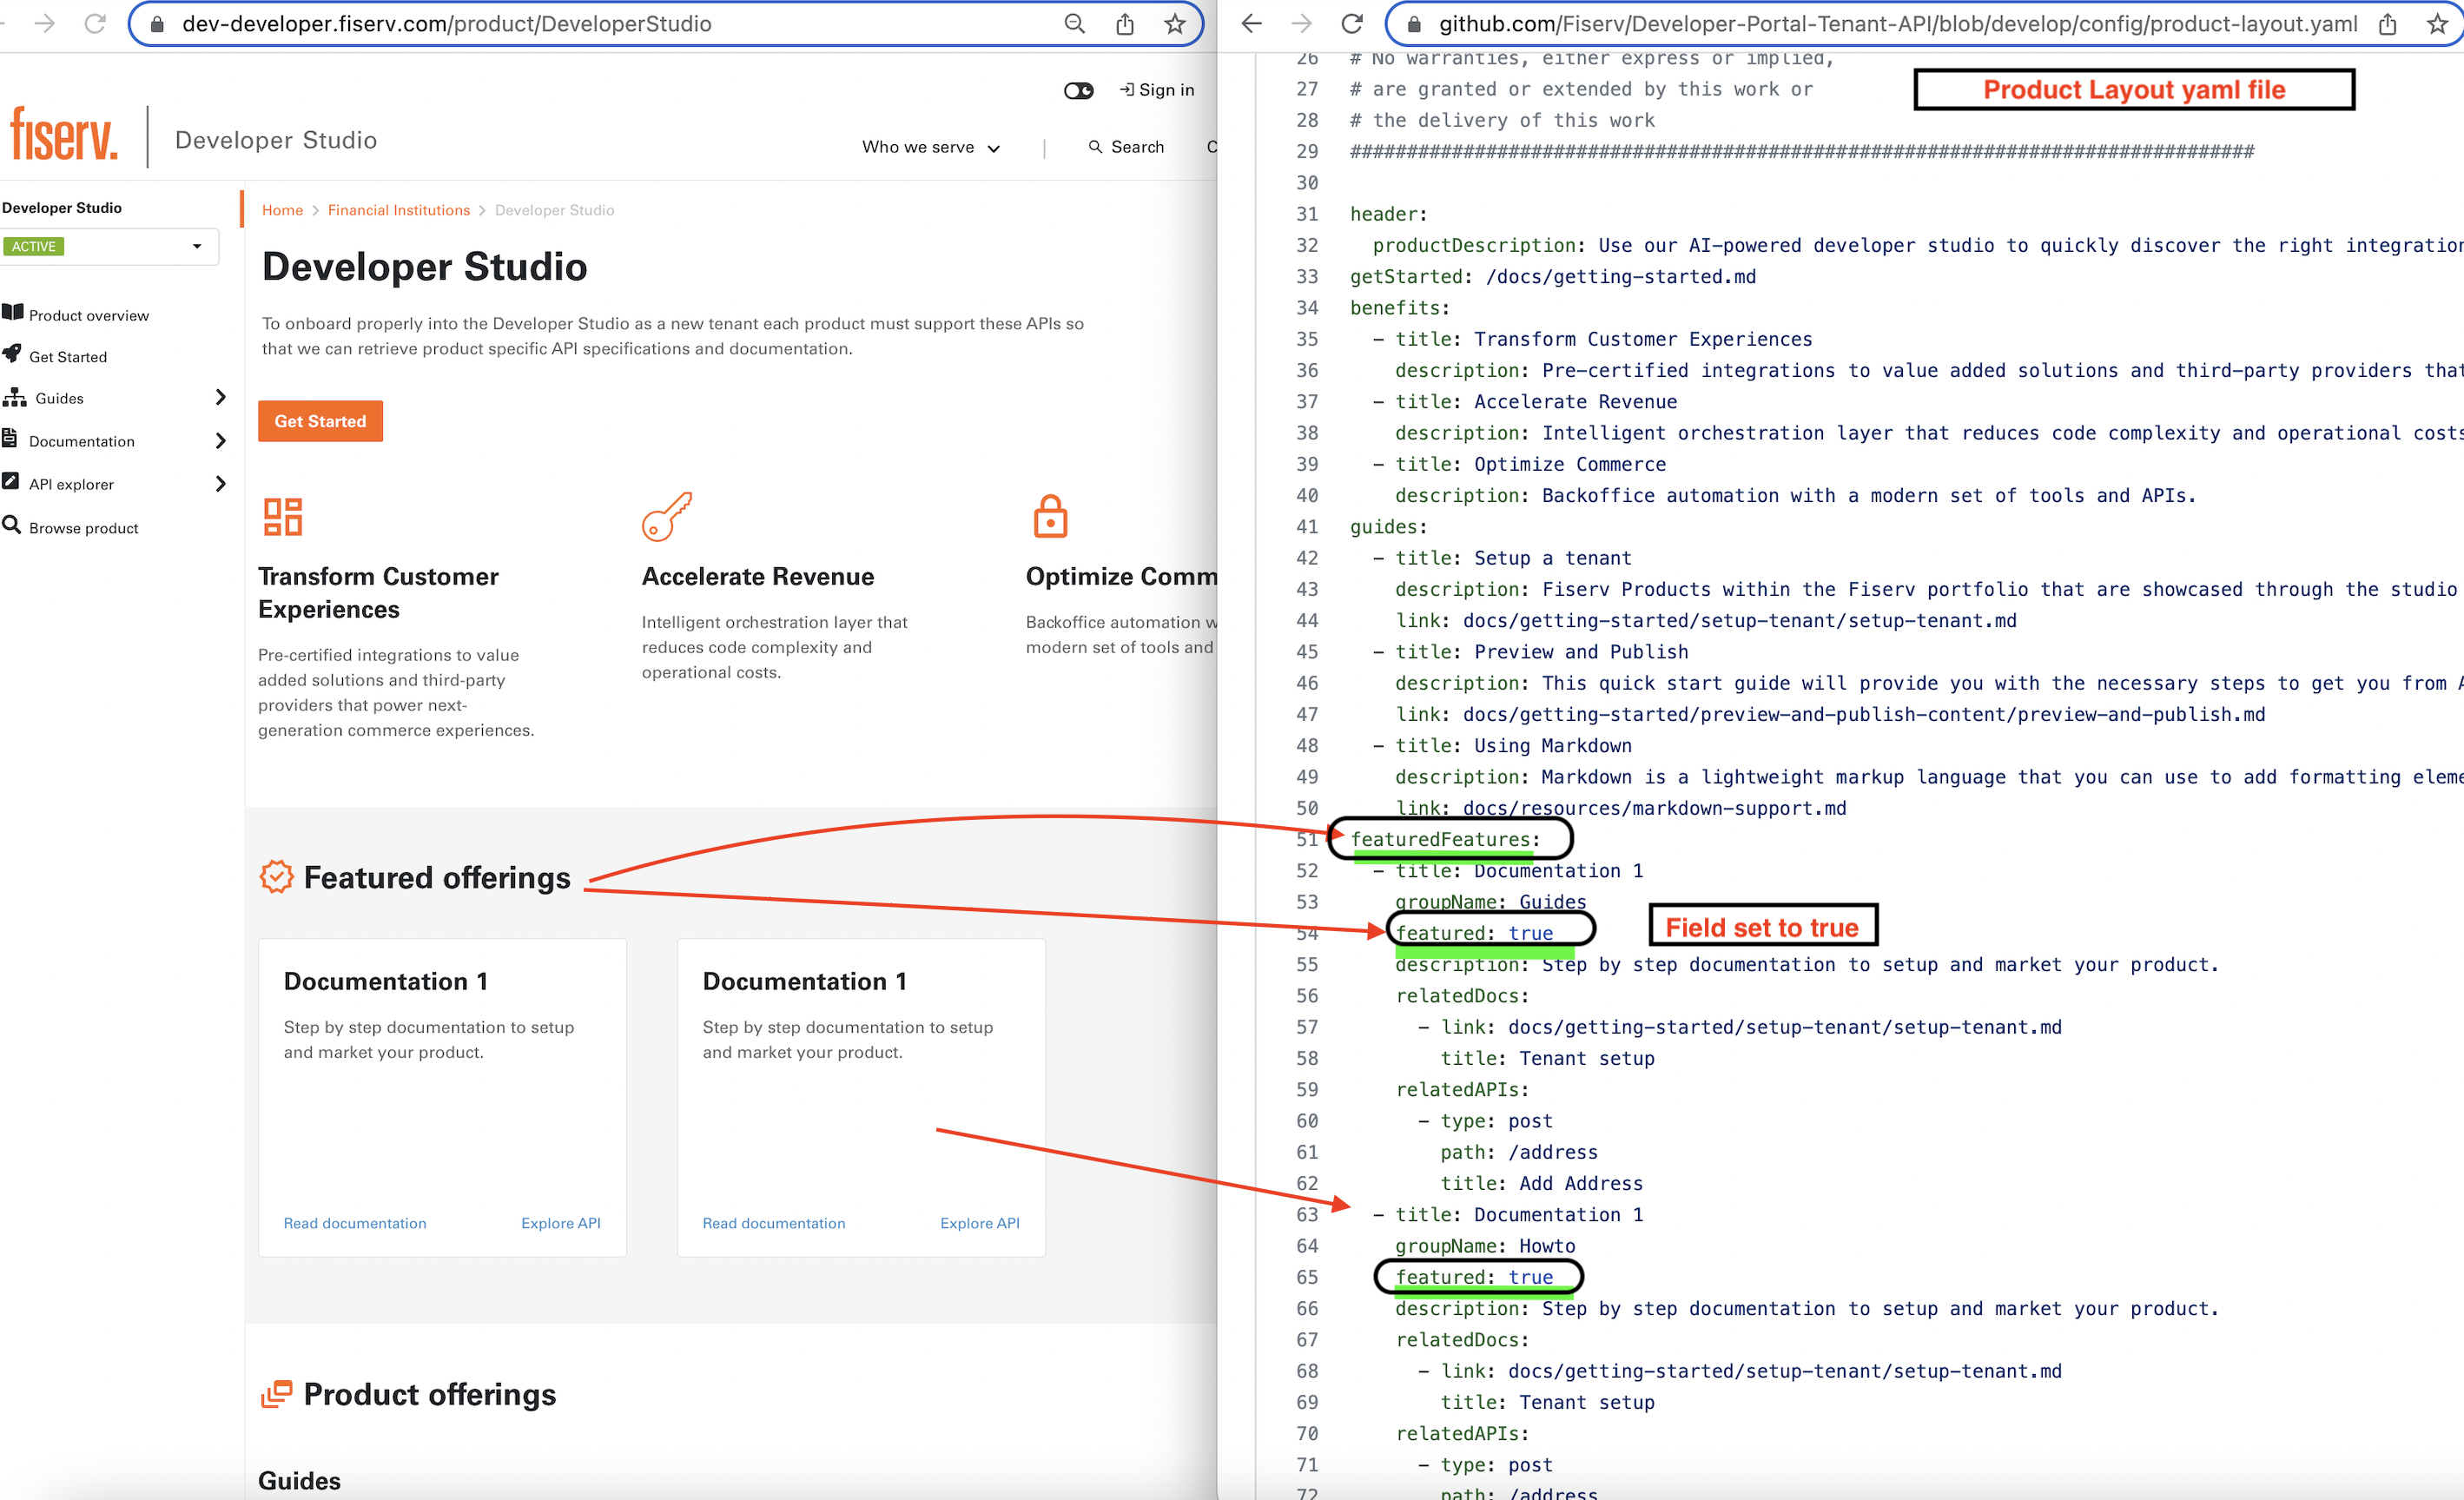 dev-developer.fiserv.com/product/DeveloperStudio
Sign in
fiserv.
Developer Studio
Who we serve
Search
Developer Studio
ACTIVE
Product overview
Get Started
Guides
Documentation
API explorer
Browse product
Home > Financial Institutions > Developer Studio
Developer Studio
To onboard properly into the Developer Studio as a new tenant each product must support these APIs so
that we can retrieve product specific API specifications and documentation.
Get Started
Transform Customer
Experiences
Pre-certified integrations to value
added solutions and third-party
providers that power next-
generation commerce experiences.
Accelerate Revenue
Intelligent orchestration layer that
reduces code complexity and
operational costs.
Optimize Comm
Backoffice automation w
modern set of tools and
Featured offerings
Documentation 1
Step by step documentation to setup
and market your product.
Read documentation
Explore API
Documentation 1
Step by step documentation to setup
and market your product.
Read documentation
Explore API
Product offerings
Guides
github.com/Fiserv/Developer-Portal-Tenant-API/blob/develop/config/product-layout.yaml
Product Layout yaml file
26 # No warranties, either express or implied,
27 # are granted or extended by this work or
28 # the delivery of this work
29 ################################################################################
30
31 header:
32 productDescription: Use our AI-powered developer studio to quickly discover the right integration
33 getStarted: /docs/getting-started.md
34 benefits:
35 - title: Transform Customer Experiences
36 description: Pre-certified integrations to value added solutions and third-party providers that
37 - title: Accelerate Revenue
38 description: Intelligent orchestration layer that reduces code complexity and operational costs
39 - title: Optimize Commerce
40 description: Backoffice automation with a modern set of tools and APIs.
41 guides:
42 - title: Setup a tenant
43 description: Fiserv Products within the Fiserv portfolio that are showcased through the studio
44 link: docs/getting-started/setup-tenant/setup-tenant.md
45 - title: Preview and Publish
46 description: This quick start guide will provide you with the necessary steps to get you from A
47 link: docs/getting-started/preview-and-publish-content/preview-and-publish.md
48 - title: Using Markdown
49 description: Markdown is a lightweight markup language that you can use to add formatting eleme
50 link: docs/resources/markdown-support.md
51 featuredFeatures:
52 - title: Documentation 1
53 groupName: Guides
54 featured: true
Field set to true
55 description: Step by step documentation to setup and market your product.
56 relatedDocs:
57 - link: docs/getting-started/setup-tenant/setup-tenant.md
58 title: Tenant setup
59 relatedAPIs:
60 - type: post
61 path: /address
62 title: Add Address
63 - title: Documentation 1
64 groupName: Howto
65 featured: true
66 description: Step by step documentation to setup and market your product.
67 relatedDocs:
68 - link: docs/getting-started/setup-tenant/setup-tenant.md
69 title: Tenant setup
70 relatedAPIs:
71 - type: post
72 path: /address